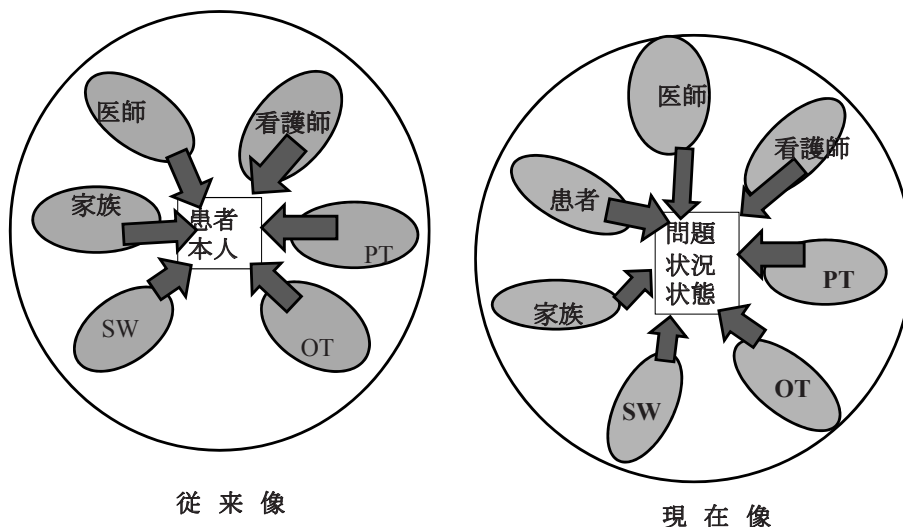 医師
看護師
家族
患者
本人
PT
SW
OT
従来像
医師
看護師
患者
問題
状況
状態
PT
家族
SW
OT
現在像